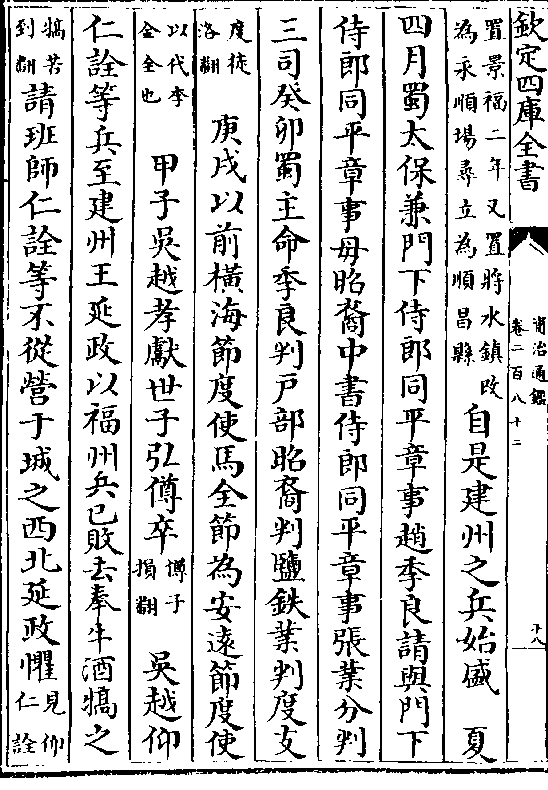 欽定四庫全書
資治通鑑
卷二百八十二
十八
置景福二年又置將水鎮改
為永順場尋立為順昌縣
自是建州之兵始盛　夏
四月蜀太保兼門下侍郎同平章事趙季良請與門下
侍郎同平章事毋昭裔中書侍郎同平章事張業分判
三司癸卯蜀主命季良判戸部昭裔判鹽鉄業判度支
度徒
洛翻
庚戌以前橫海節度使馬全節為安遠節度使
以代李
金全也
甲子吳越孝獻世子弘僔卒
僔子
損翻
吳越仰
仁詮等兵至建州王延政以福州兵已敗去奉牛酒犒之
犒苦
到翻
請班師仁詮等不從營于城之西北延政懼
見仰
仁詮